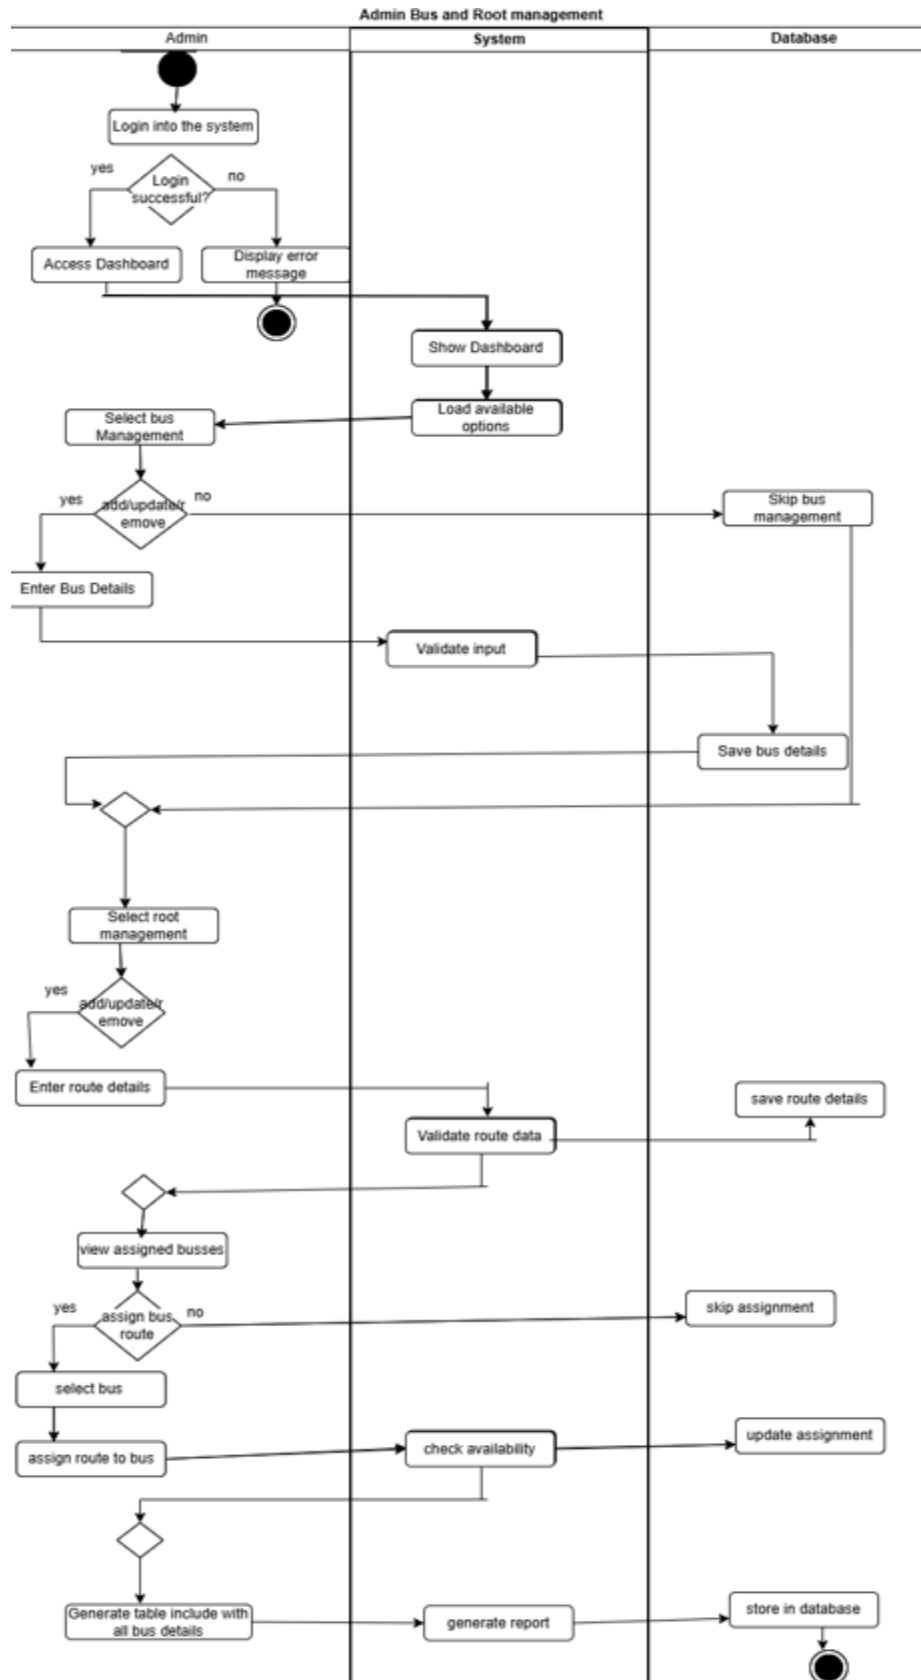 Admin Bus and Root management
Admin
System
Database
Login into the system
yes
Login
successful?
no
Access Dashboard
Display error
message
Show Dashboard
Load available
options
Select bus
Management
yes
add/update/r
emove
no
Skip bus
management
Enter Bus Details
Validate input
Save bus details
Select root
management
yes
add/update/r
emove
Enter route details
save route details
Validate route data
view assigned busses
yes
assign bus
route
no
skip assignment
select bus
assign route to bus
check availability
update assignment
Generate table include with
all bus details
generate report
store in database